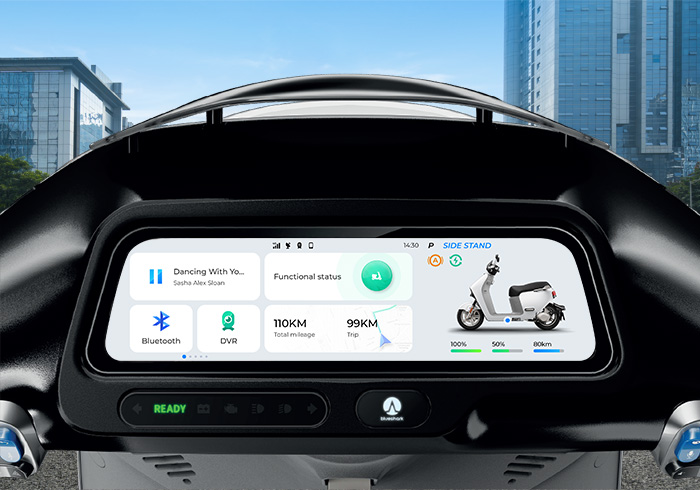 14:30
P
SIDE STAND
Dancing With Yo...
Sasha Alex Sloan
Functional status
Bluetooth
DVR
110KM
Total mileage
99KM
Trip
100%
50%
80km
READY
blueshark